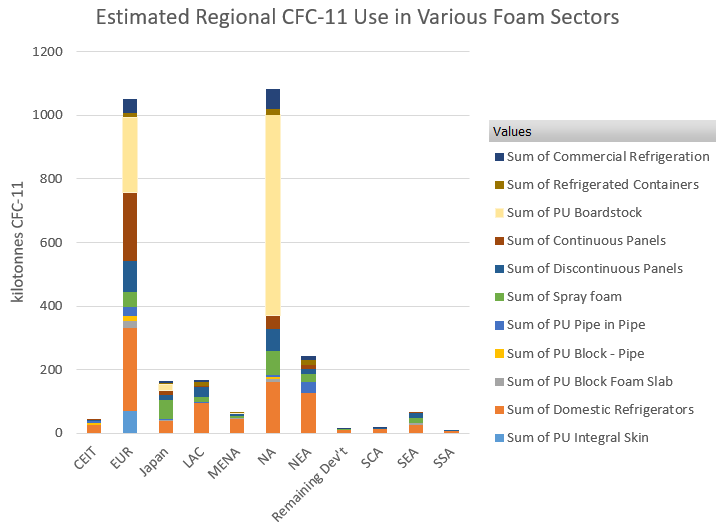 Estimated Regional CFC-11 Use in Various Foam Sectors
1200
1000
800
600
400
200
0
kilotonnes CFC-11
CEIT
EUR
Japan
LAC
MENA
NA
NEA
Remaining Dev't
SCA
SEA
SSA
Values
Sum of Commercial Refrigeration
Sum of Refrigerated Containers
Sum of PU Boardstock
Sum of Continuous Panels
Sum of Discontinuous Panels
Sum of Spray foam
Sum of PU Pipe in Pipe
Sum of PU Block - Pipe
Sum of PU Block Foam Slab
Sum of Domestic Refrigerators
Sum of PU Integral Skin